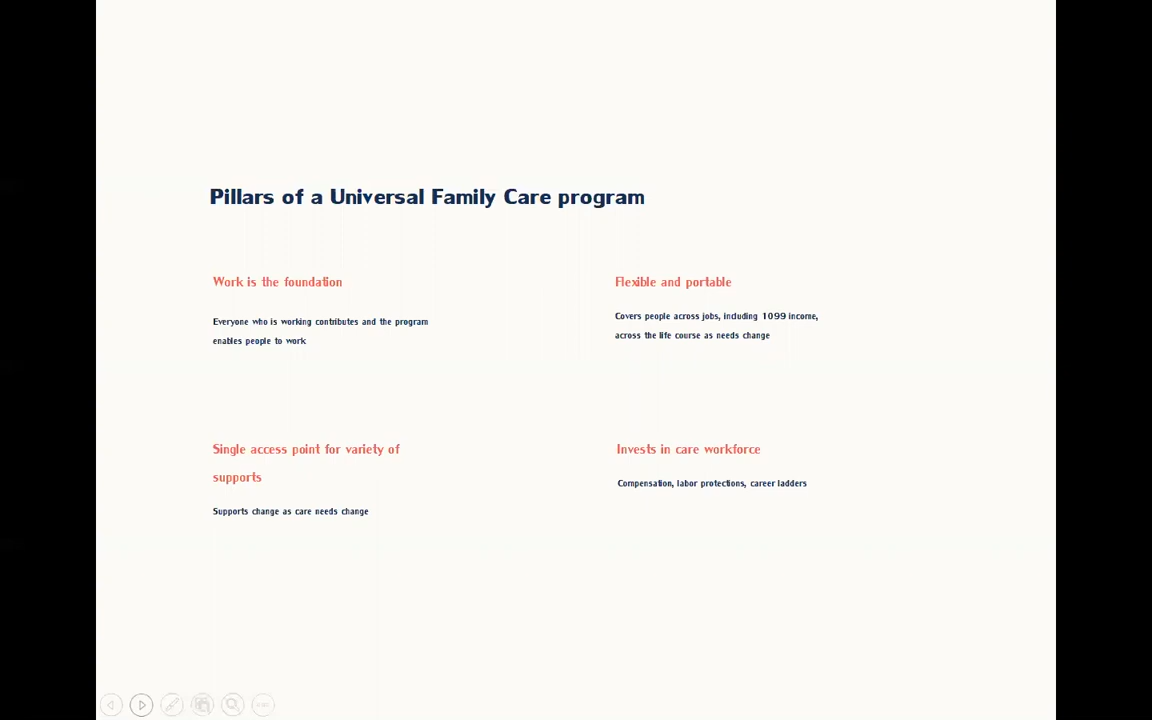 Pillars of a Universal Family Care program
Work is the foundation
Everyone who is working contributes and the program
enables people to work
Flexible and portable
Covers people across jobs, including 1099 income,
across the life course as needs change
Single access point for variety of
supports
Supports change as care needs change
Invests in care workforce
Compensation, labor protections, career ladders